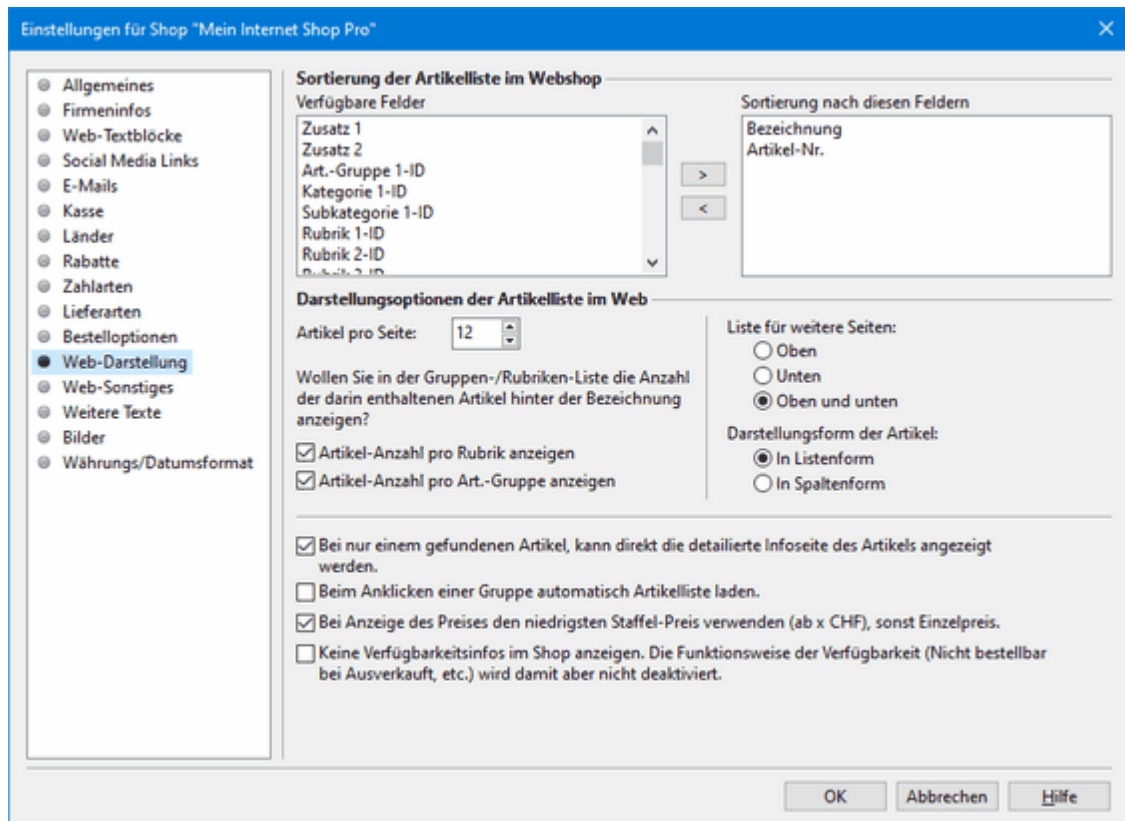 Einstellungen für Shop "Mein Internet Shop Pro"
Allgemeines
Firmeninfos
Web-Textblöcke
Social Media Links
E-Mails
Kasse
Länder
Rabatte
Zahlarten
Lieferarten
Bestelloptionen
Web-Darstellung
Web-Sonstiges
Weitere Texte
Bilder
Währungs/Datumsformat
Sortierung der Artikelliste im Webshop
Verfügbare Felder
Zusatz 1
Zusatz 2
Art.-Gruppe 1-ID
Kategorie 1-ID
Subkategorie 1-ID
Rubrik 1-ID
Rubrik 2-ID
Rubrik 3-ID
>
<
Sortierung nach diesen Feldern
Bezeichnung
Artikel-Nr.
Darstellungsoptionen der Artikelliste im Web
Artikel pro Seite: 12
Wollen Sie in der Gruppen-/Rubriken-Liste die Anzahl
der darin enthaltenen Artikel hinter der Bezeichnung
anzeigen?
Artikel-Anzahl pro Rubrik anzeigen
Artikel-Anzahl pro Art.-Gruppe anzeigen
Liste für weitere Seiten:
Oben
Unten
Oben und unten
Darstellungsform der Artikel:
In Listenform
In Spaltenform
Bei nur einem gefundenen Artikel, kann direkt die detailierte Infoseite des Artikels angezeigt
werden.
Beim Anklicken einer Gruppe automatisch Artikelliste laden.
Bei Anzeige des Preises den niedrigsten Staffel-Preis verwenden (ab x CHF), sonst Einzelpreis.
Keine Verfügbarkeitsinfos im Shop anzeigen. Die Funktionsweise der Verfügbarkeit (Nicht bestellbar
bei Ausverkauft, etc.) wird damit aber nicht deaktiviert.
OK
Abbrechen
Hilfe